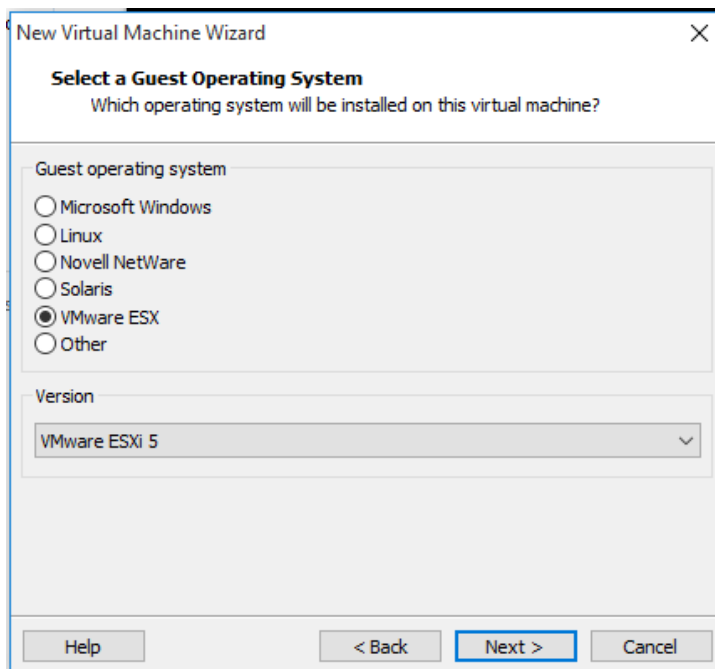 New Virtual Machine Wizard
Select a Guest Operating System
Which operating system will be installed on this virtual machine?
Guest operating system
Microsoft Windows
Linux
Novell NetWare
Solaris
VMware ESX
Other
Version
VMware ESXi 5
Help
< Back
Next >
Cancel